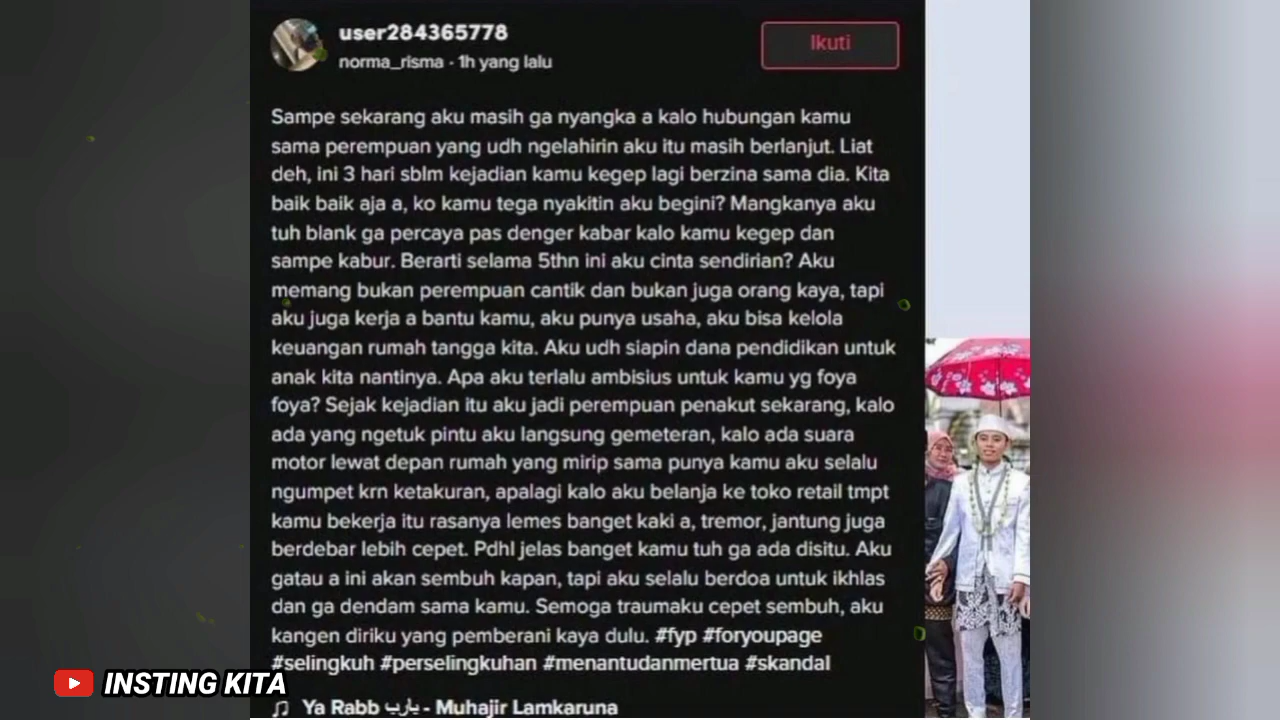 user284365778
norma_risma · 1h yang lalu
Ikuti
Sampe sekarang aku masih ga nyangka a kalo hubungan kamu
sama perempuan yang udh ngelahirin aku itu masih berlanjut. Liat
deh, ini 3 hari sblm kejadian kamu kegep lagi berzina sama dia. Kita
baik baik aja a, ko kamu tega nyakitin aku begini? Mangkanya aku
tuh blank ga percaya pas denger kabar kalo kamu kegep dan
sampe kabur. Berarti selama 5thn ini aku cinta sendirian? Aku
memang bukan perempuan cantik dan bukan juga orang kaya, tapi
aku juga kerja a bantu kamu, aku punya usaha, aku bisa kelola
keuangan rumah tangga kita. Aku udh siapin dana pendidikan untuk
anak kita nantinya. Apa aku terlalu ambisius untuk kamu yg foya
foya? Sejak kejadian itu aku jadi perempuan penakut sekarang, kalo
ada yang ngetuk pintu aku langsung gemeteran, kalo ada suara
motor lewat depan rumah yang mirip sama punya kamu aku selalu
ngumpet krn ketakuran, apalagi kalo aku belanja ke toko retail tmpt
kamu bekerja itu rasanya lemes banget kaki a, tremor, jantung juga
berdebar lebih cepet. Pdhl jelas banget kamu tuh ga ada disitu. Aku
gatau a ini akan sembuh kapan, tapi aku selalu berdoa untuk ikhlas
dan ga dendam sama kamu. Semoga traumaku cepet sembuh, aku
kangen diriku yang pemberani kaya dulu. #fyp #foryoupage
#selingkuh #perselingkuhan #menantudanmertua #skandal
Ya Rabb يارب - Muhajir Lamkaruna
INSTING KITA